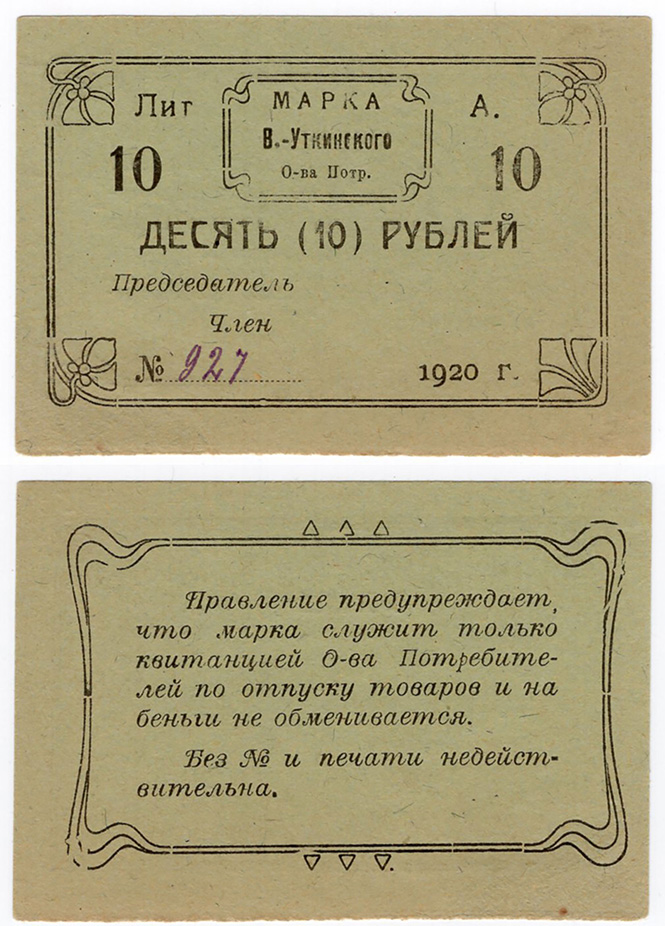 Лит МАРКА А.
В.-Уткинского
10 О-ва Потр. 10
ДЕСЯТЬ (10) РУБЛЕЙ
Председатель
Член
№ 927 1920 г.
Правление предупреждает,
что марка служит только
квитанцией О-ва Потребите-
лей по отпуску товаров и на
беньги не обменивается.
Без № и печати недейст-
вительна.